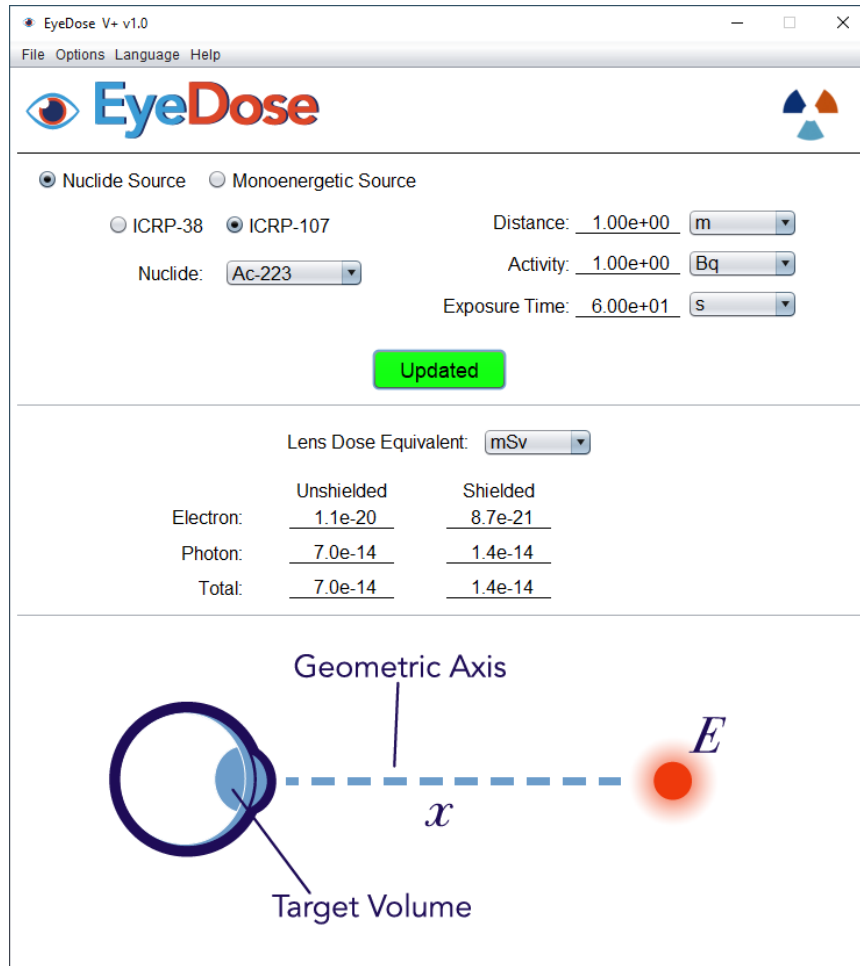 EyeDose V+ v1.0
File Options Language Help
EyeDose
Nuclide Source Monoenergetic Source
ICRP-38 ICRP-107
Distance: 1.00e+00 m
Nuclide: Ac-223
Activity: 1.00e+00 Bq
Exposure Time: 6.00e+01 s
Updated
Lens Dose Equivalent: mSv
Unshielded Shielded
Electron: 1.1e-20 8.7e-21
Photon: 7.0e-14 1.4e-14
Total: 7.0e-14 1.4e-14
Geometric Axis
E
x
Target Volume